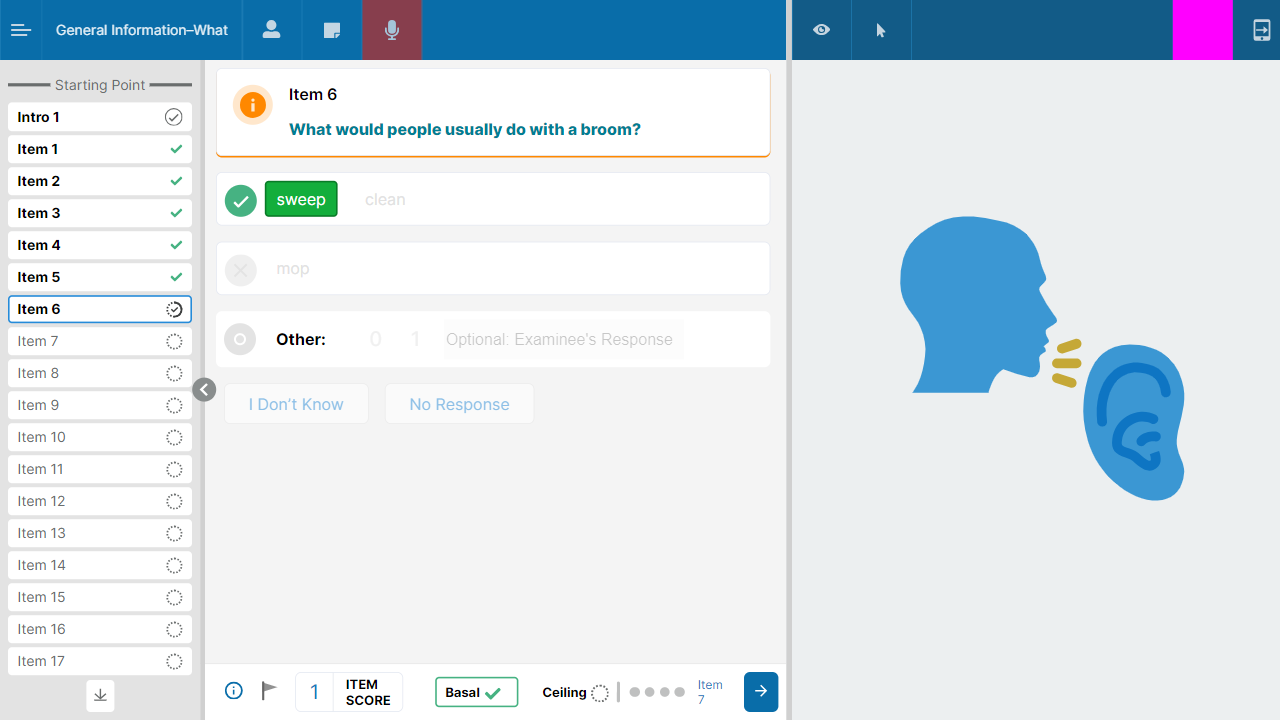 General Information–What
Starting Point
Intro 1
Item 1
Item 2
Item 3
Item 4
Item 5
Item 6
Item 7
Item 8
Item 9
Item 10
Item 11
Item 12
Item 13
Item 14
Item 15
Item 16
Item 17
Item 6
What would people usually do with a broom?
sweep clean
mop
Other: 0 1 Optional: Examinee's Response
I Don't Know No Response
1 ITEM
SCORE
Basal
Ceiling
Item
7